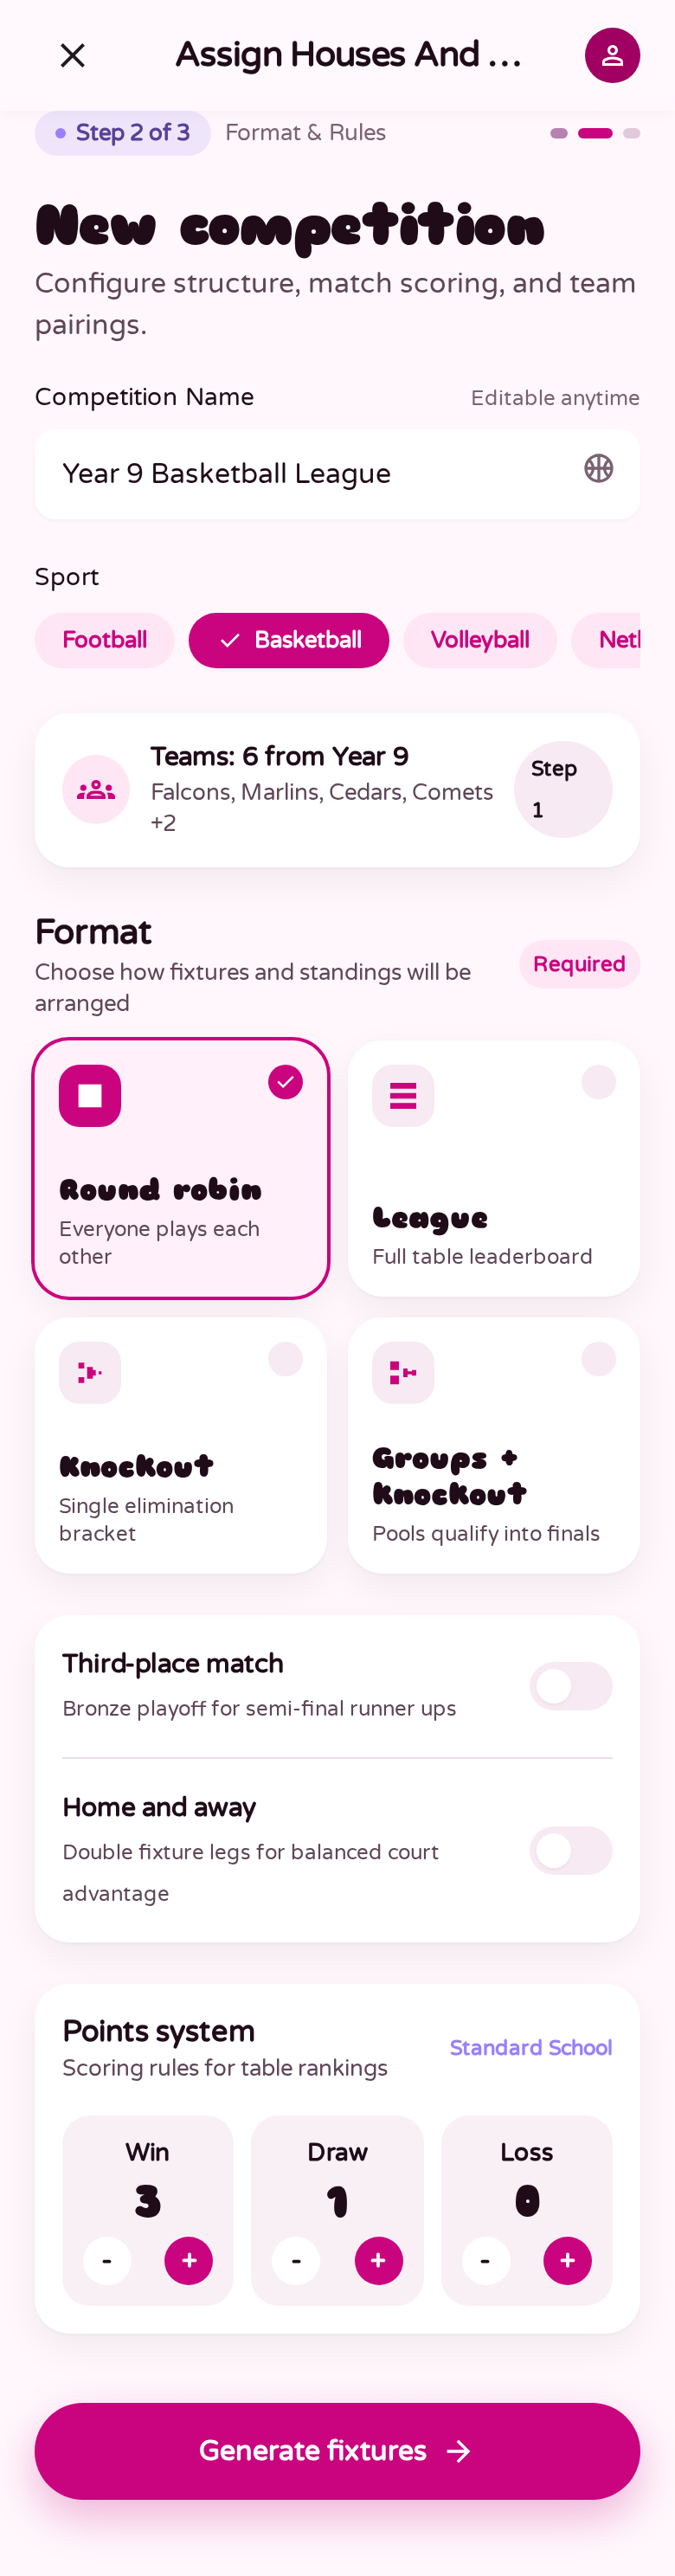 Assign Houses And ...
Step 2 of 3
Format & Rules
New competition
Configure structure, match scoring, and team
pairings.
Competition Name
Editable anytime
Year 9 Basketball League
Sport
Football
Basketball
Volleyball
Teams: 6 from Year 9
Falcons, Marlins, Cedars, Comets
+2
Step
1
Format
Choose how fixtures and standings will be
arranged
Required
Round robin
Everyone plays each
other
League
Full table leaderboard
Knockout
Single elimination
bracket
Groups +
knockout
Pools qualify into finals
Third-place match
Bronze playoff for semi-final runner ups
Home and away
Double fixture legs for balanced court
advantage
Points system
Scoring rules for table rankings
Standard School
Win
Draw
Loss
3
1
0
- +
- +
- +
Generate fixtures →